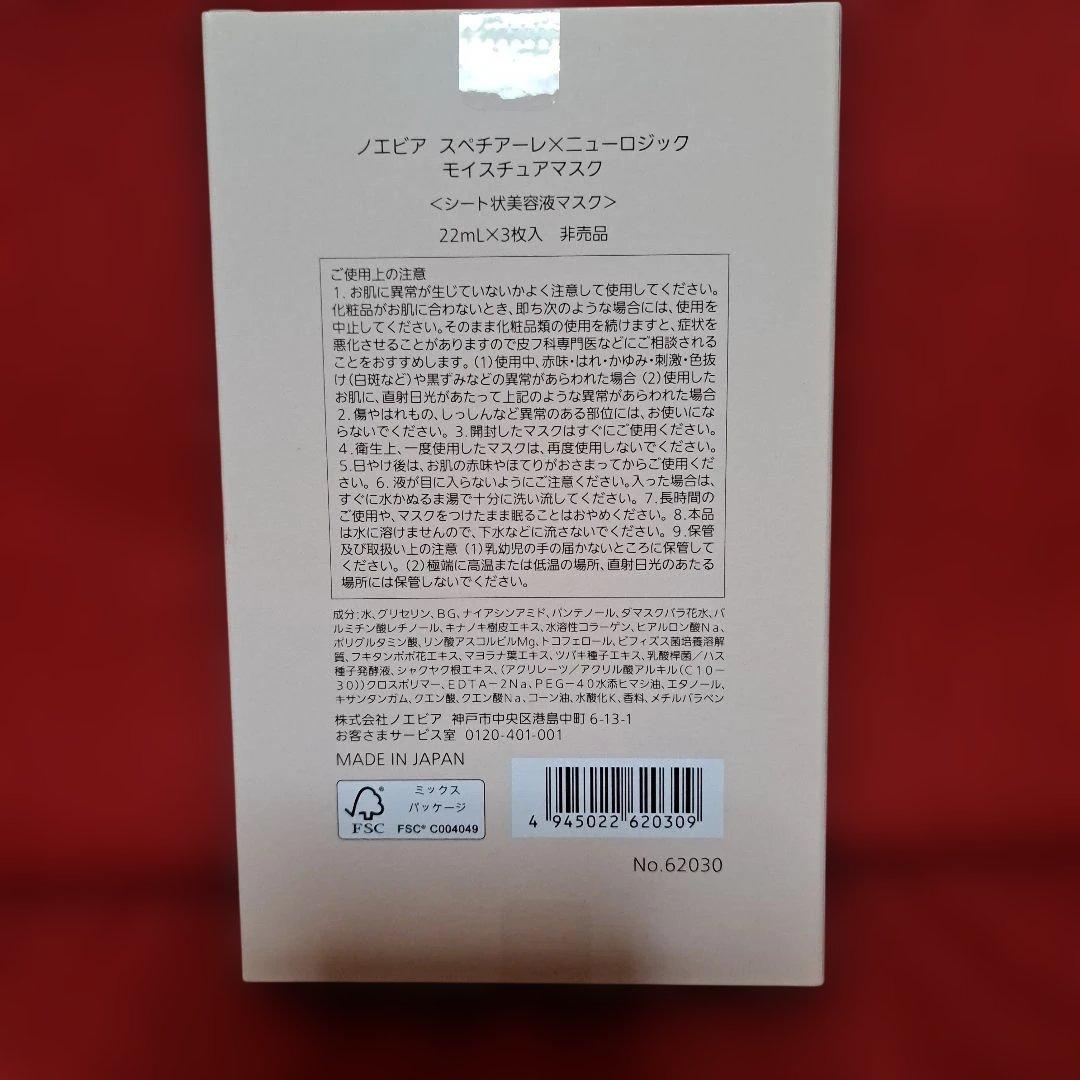 ノエビア スペチアーレ×ニューロジック
モイスチュアマスク
＜シート状美容液マスク＞
22mL×3枚入 非売品
ご使用上の注意
1. お肌に異常が生じていないかよく注意して使用してください。
化粧品がお肌に合わないとき、即ち次のような場合には、使用を
中止してください。そのまま化粧品類の使用を続けますと、症状を
悪化させることがありますので皮フ科専門医などにご相談される
ことをおすすめします。（1）使用中、赤味・はれ・かゆみ・刺激・色抜
け（白斑など）や黒ずみなどの異常があらわれた場合（2）使用した
お肌に、直射日光があたって上記のような異常があらわれた場合
2. 傷やはれもの、しっしんなど異常のある部位には、お使いにな
らないでください。3. 開封したマスクはすぐにご使用ください。
4. 衛生上、一度使用したマスクは、再度使用しないでください。
5. 日やけ後は、お肌の赤味やほてりがおさまってからご使用くだ
さい。6. 液が目に入らないようにご注意ください。入った場合は、
すぐに水かぬるま湯で十分に洗い流してください。7. 長時間の
ご使用や、マスクをつけたまま眠ることはおやめください。8. 本品
は水に溶けませんので、下水などに流さないでください。9. 保管
及び取扱い上の注意（1）乳幼児の手の届かないところに保管して
ください。（2）極端に高温または低温の場所、直射日光のあたる
場所には保管しないでください。
成分：水、グリセリン、BG、ナイアシンアミド、パンテノール、ダマスクバラ花水、パ
ルミチン酸レチノール、キナノキ樹皮エキス、水溶性コラーゲン、ヒアルロン酸Na、
ポリグルタミン酸、リン酸アスコルビルMg、トコフェロール、ビフィズス菌培養溶解
質、フキタンポポ花エキス、マヨラナ葉エキス、ツバキ種子エキス、乳酸桿菌／ハス
種子発酵液、シャクヤク根エキス、（アクリレーツ／アクリル酸アルキル（C10－
30））クロスポリマー、EDTA－2Na、PEG－40水添ヒマシ油、エタノール、
キサンタンガム、クエン酸、クエン酸Na、コーン油、水酸化K、香料、メチルパラベン
株式会社ノエビア 神戸市中央区港島中町 6-13-1
お客さまサービス室 0120-401-001
MADE IN JAPAN
ミックス
パッケージ
FSC
FSC® C004049
4 945022 620309
No.62030